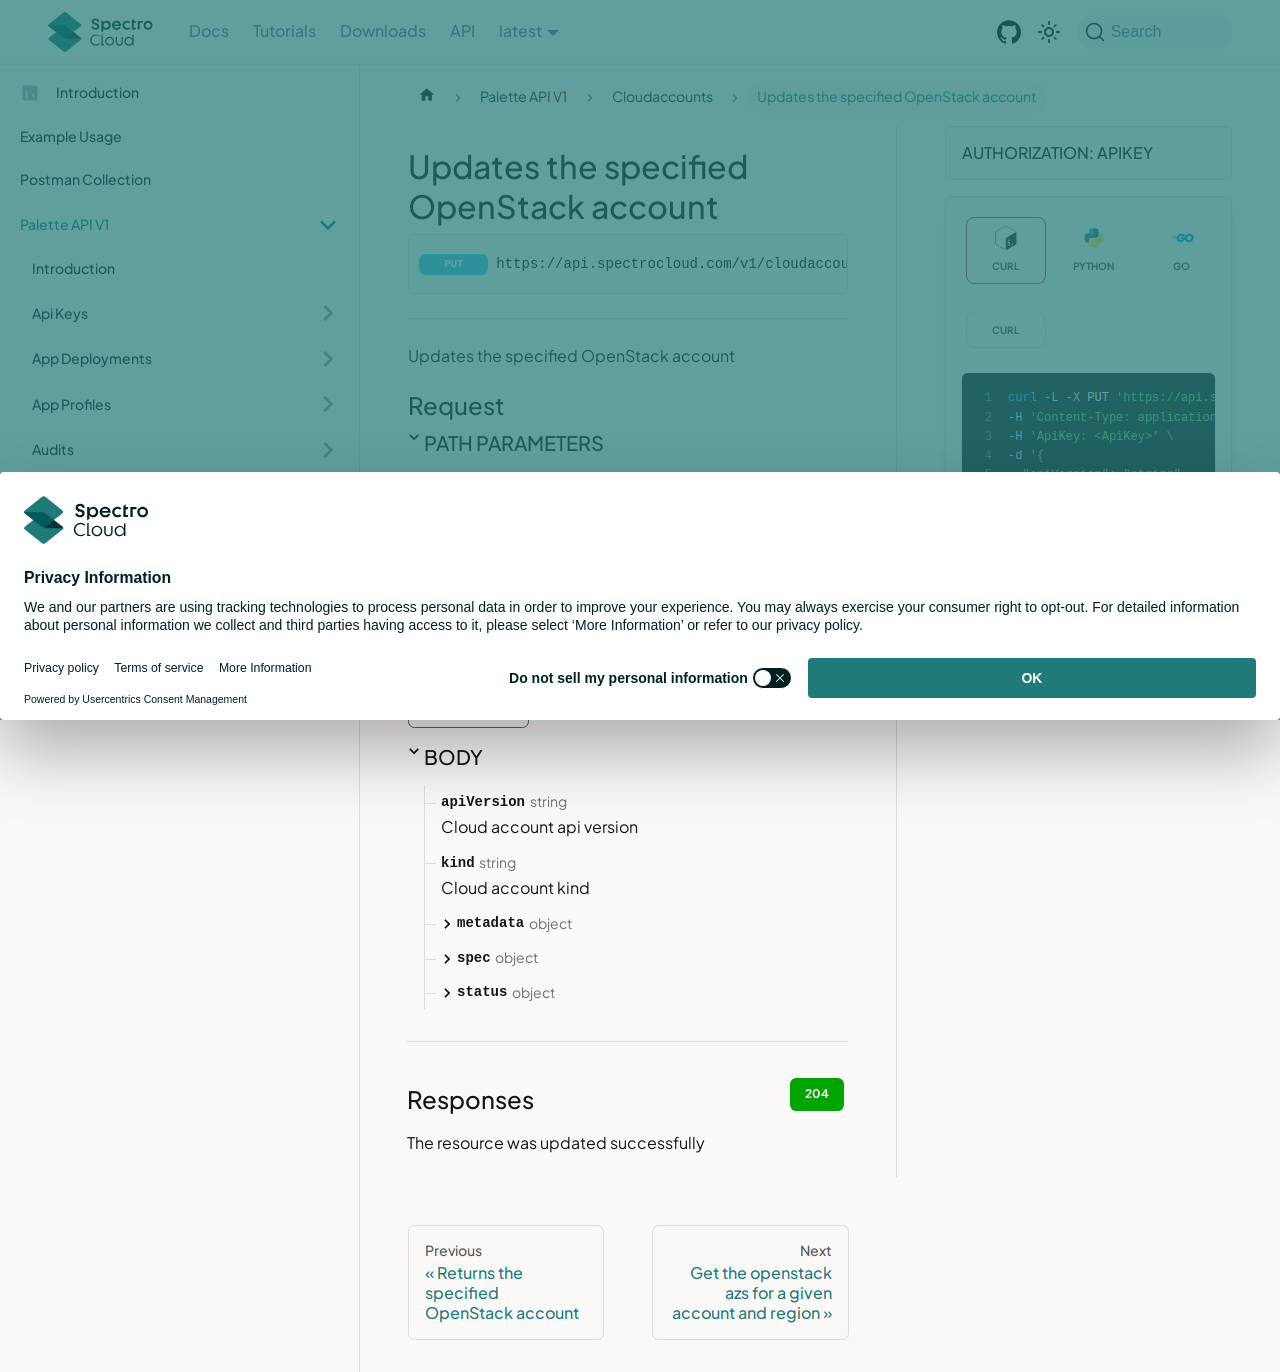 Spectro
Cloud
Docs
Tutorials
Downloads
API
latest
Search
Introduction
Example Usage
Postman Collection
Palette API V1
Introduction
Api Keys
App Deployments
App Profiles
Audits
Palette API V1
Cloudaccounts
Updates the specified OpenStack account
Updates the specified
OpenStack account
PUT
https://api.spectrocloud.com/v1/cloudaccou
Updates the specified OpenStack account
Request
PATH PARAMETERS
AUTHORIZATION: APIKEY
CURL
PYTHON
GO
CURL
1 curl -L -X PUT 'https://api.s
2 -H 'Content-Type: application
3 -H 'ApiKey: <ApiKey>' \
4 -d '{
Spectro
Cloud
Privacy Information
We and our partners are using tracking technologies to process personal data in order to improve your experience. You may always exercise your consumer right to opt-out. For detailed information
about personal information we collect and third parties having access to it, please select ‘More Information’ or refer to our privacy policy.
Privacy policy
Terms of service
More Information
Powered by Usercentrics Consent Management
Do not sell my personal information
OK
BODY
apiVersion string
Cloud account api version
kind string
Cloud account kind
metadata object
spec object
status object
Responses
204
The resource was updated successfully
Previous
« Returns the
specified
OpenStack account
Next
Get the openstack
azs for a given
account and region »